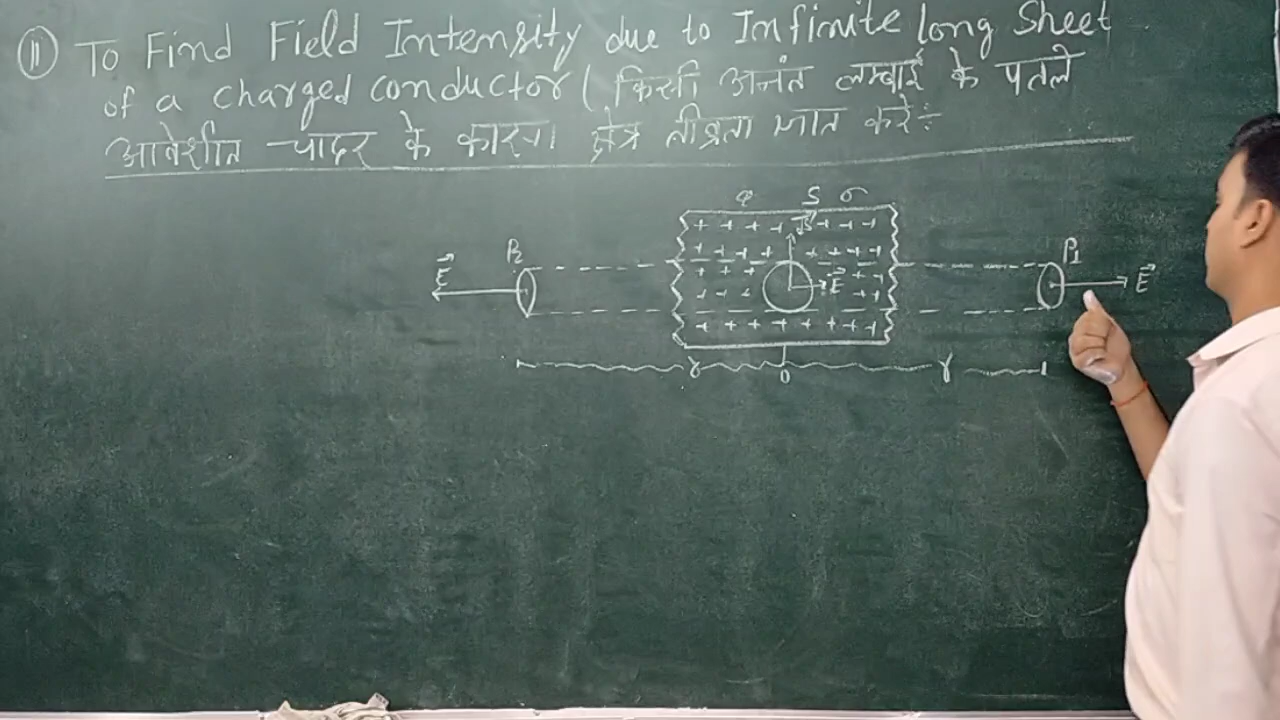 11 To Find Field Intensity due to Infinite long Sheet
of a charged conductor ( किसी अनंत लम्बाई के पतले
आवेशीत चादर के कारण क्षेत्र तीव्रता ज्ञात करें:
S σ
E P₂ E P₁ E
r 0 r